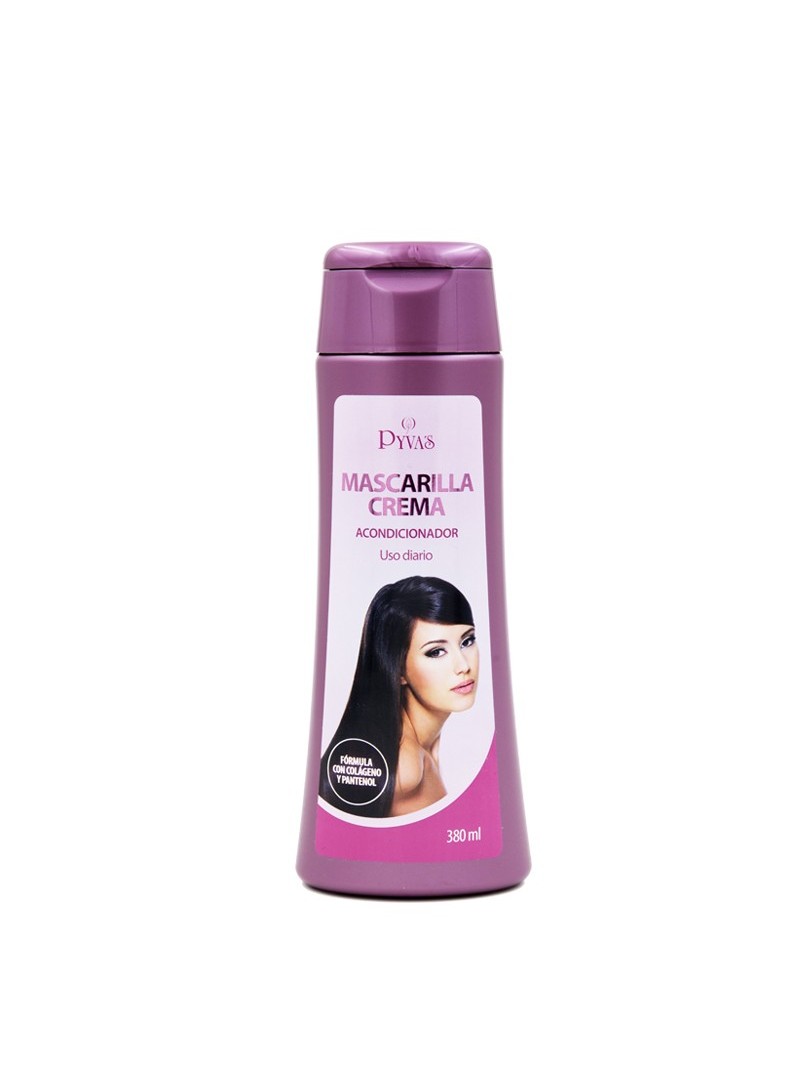 PYVA'S
MASCARILLA
CREMA
ACONDICIONADOR
Uso diario
FÓRMULA
CON COLÁGENO
Y PANTENOL
380 ml